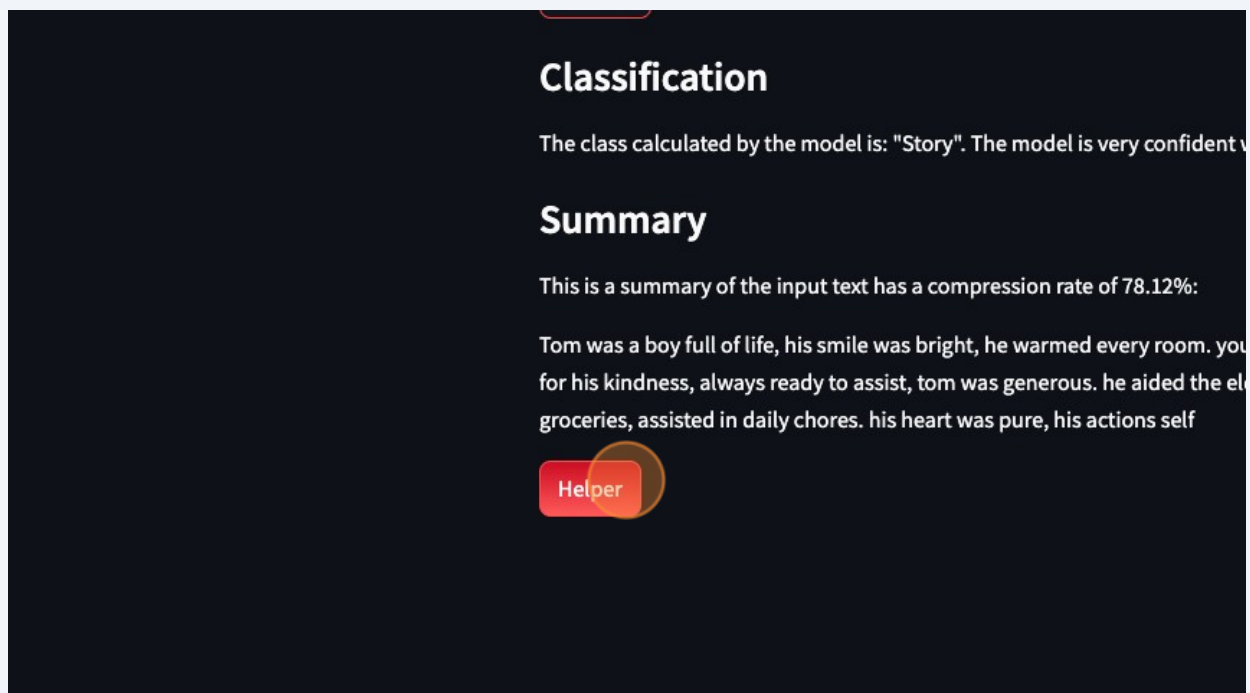 Classification
The class calculated by the model is: "Story". The model is very confident
Summary
This is a summary of the input text has a compression rate of 78.12%:
Tom was a boy full of life, his smile was bright, he warmed every room.
for his kindness, always ready to assist, tom was generous. he aided the
groceries, assisted in daily chores. his heart was pure, his actions self
Helper